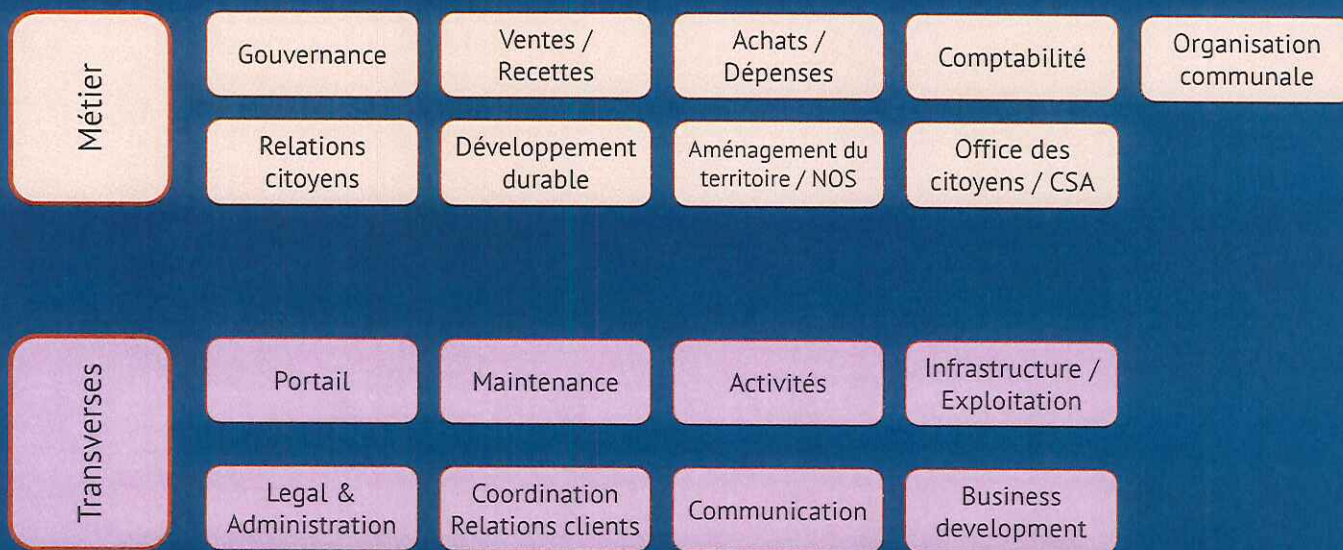 Métier
Gouvernance
Ventes /
Recettes
Achats /
Dépenses
Comptabilité
Organisation
communale
Relations
citoyens
Développement
durable
Aménagement du
territoire / NOS
Office des
citoyens / CSA
Transverses
Portail
Maintenance
Activités
Infrastructure /
Exploitation
Legal &
Administration
Coordination
Relations clients
Communication
Business
development